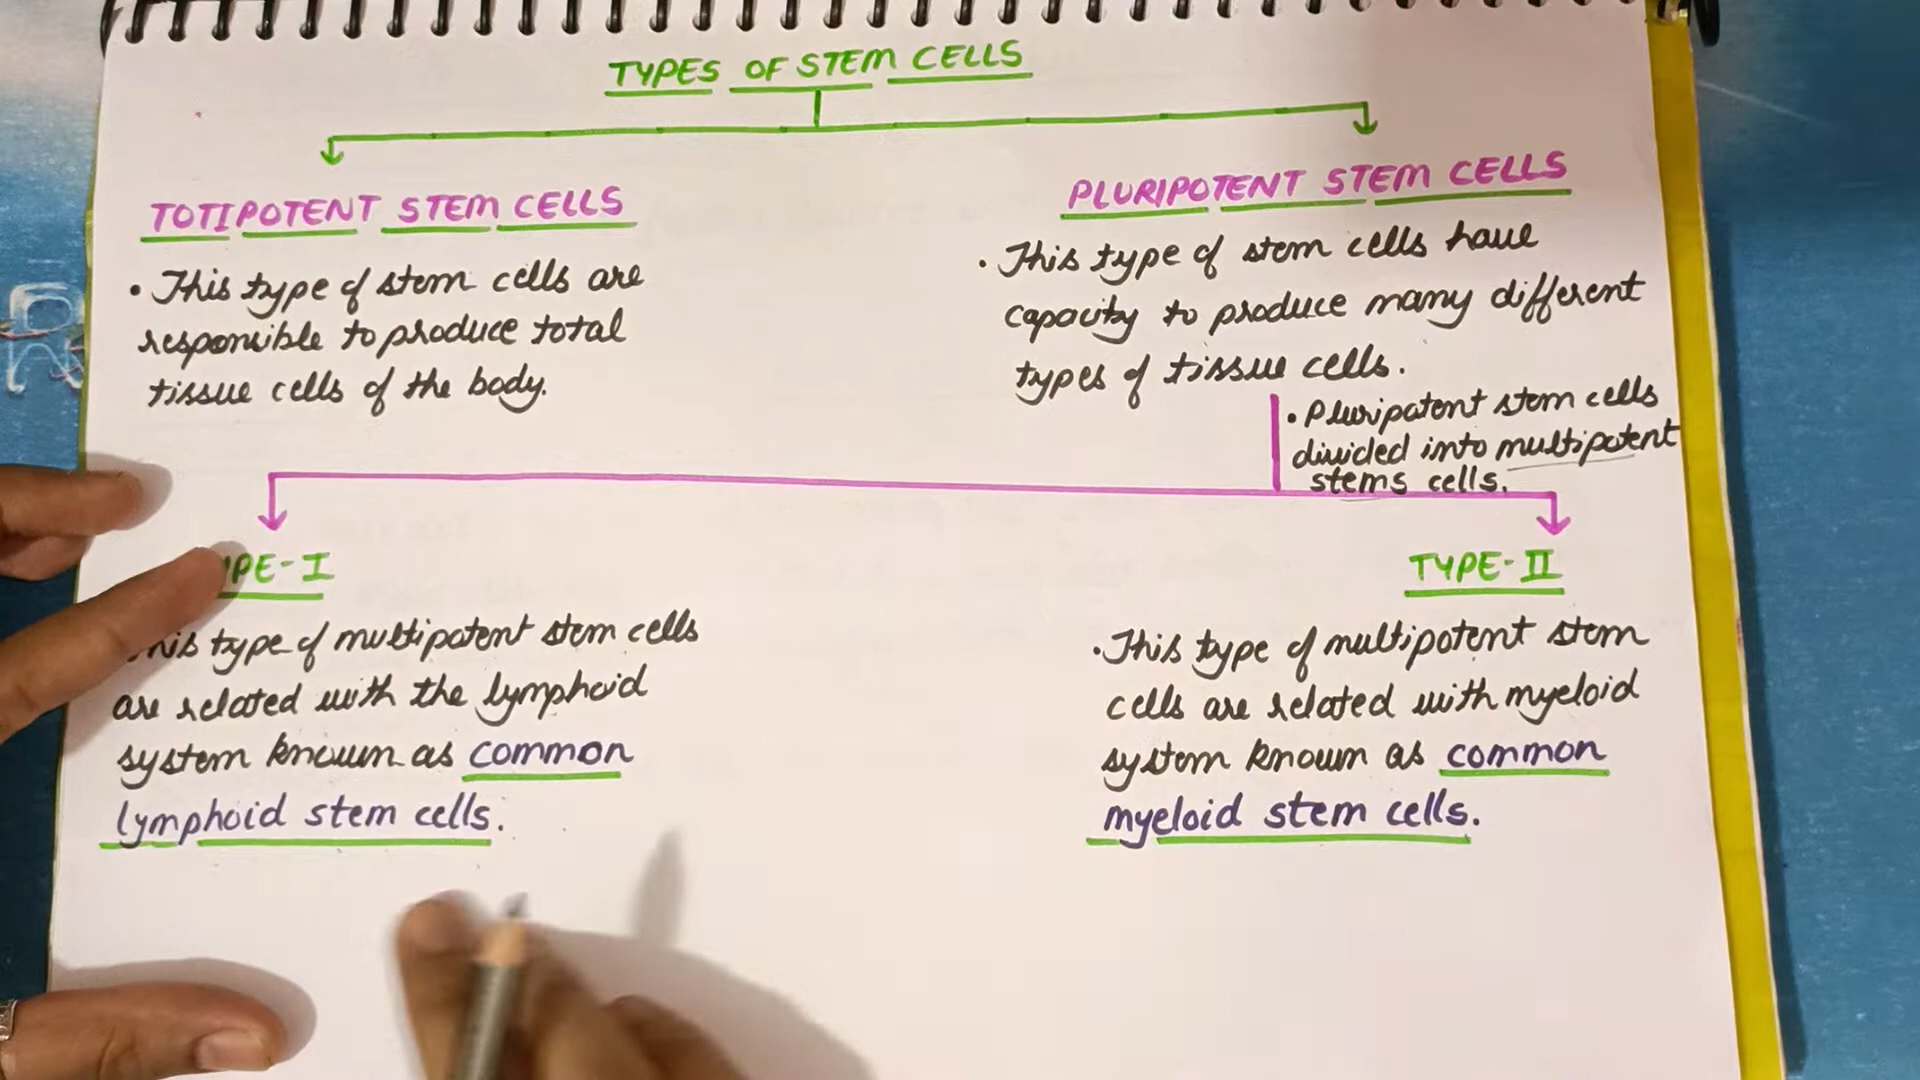 TYPES OF STEM CELLS
TOTIPOTENT STEM CELLS
• This type of stem cells are
responsible to produce total
tissue cells of the body.
PLURIPOTENT STEM CELLS
• This type of stem cells have
capacity to produce many different
types of tissue cells.
• Pluripotent stem cells
divided into multipotent
stems cells.
YPE-I
his type of multipotent stem cells
are related with the lymphoid
system known as common
lymphoid stem cells.
TYPE-II
• This type of multipotent stem
cells are related with myeloid
system known as common
myeloid stem cells.